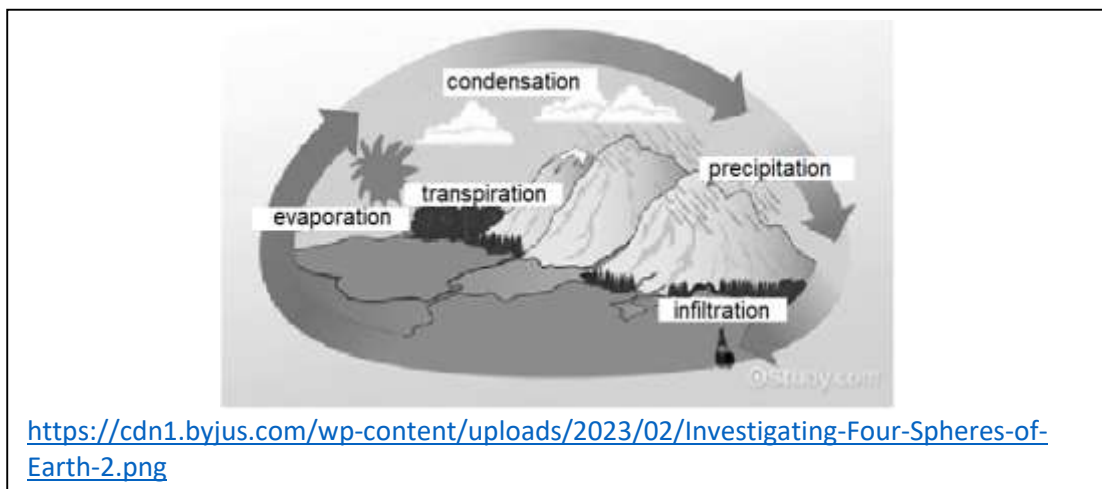 condensation
precipitation
transpiration
evaporation
infiltration
Study.com
https://cdn1.byjus.com/wp-content/uploads/2023/02/Investigating-Four-Spheres-of-
Earth-2.png